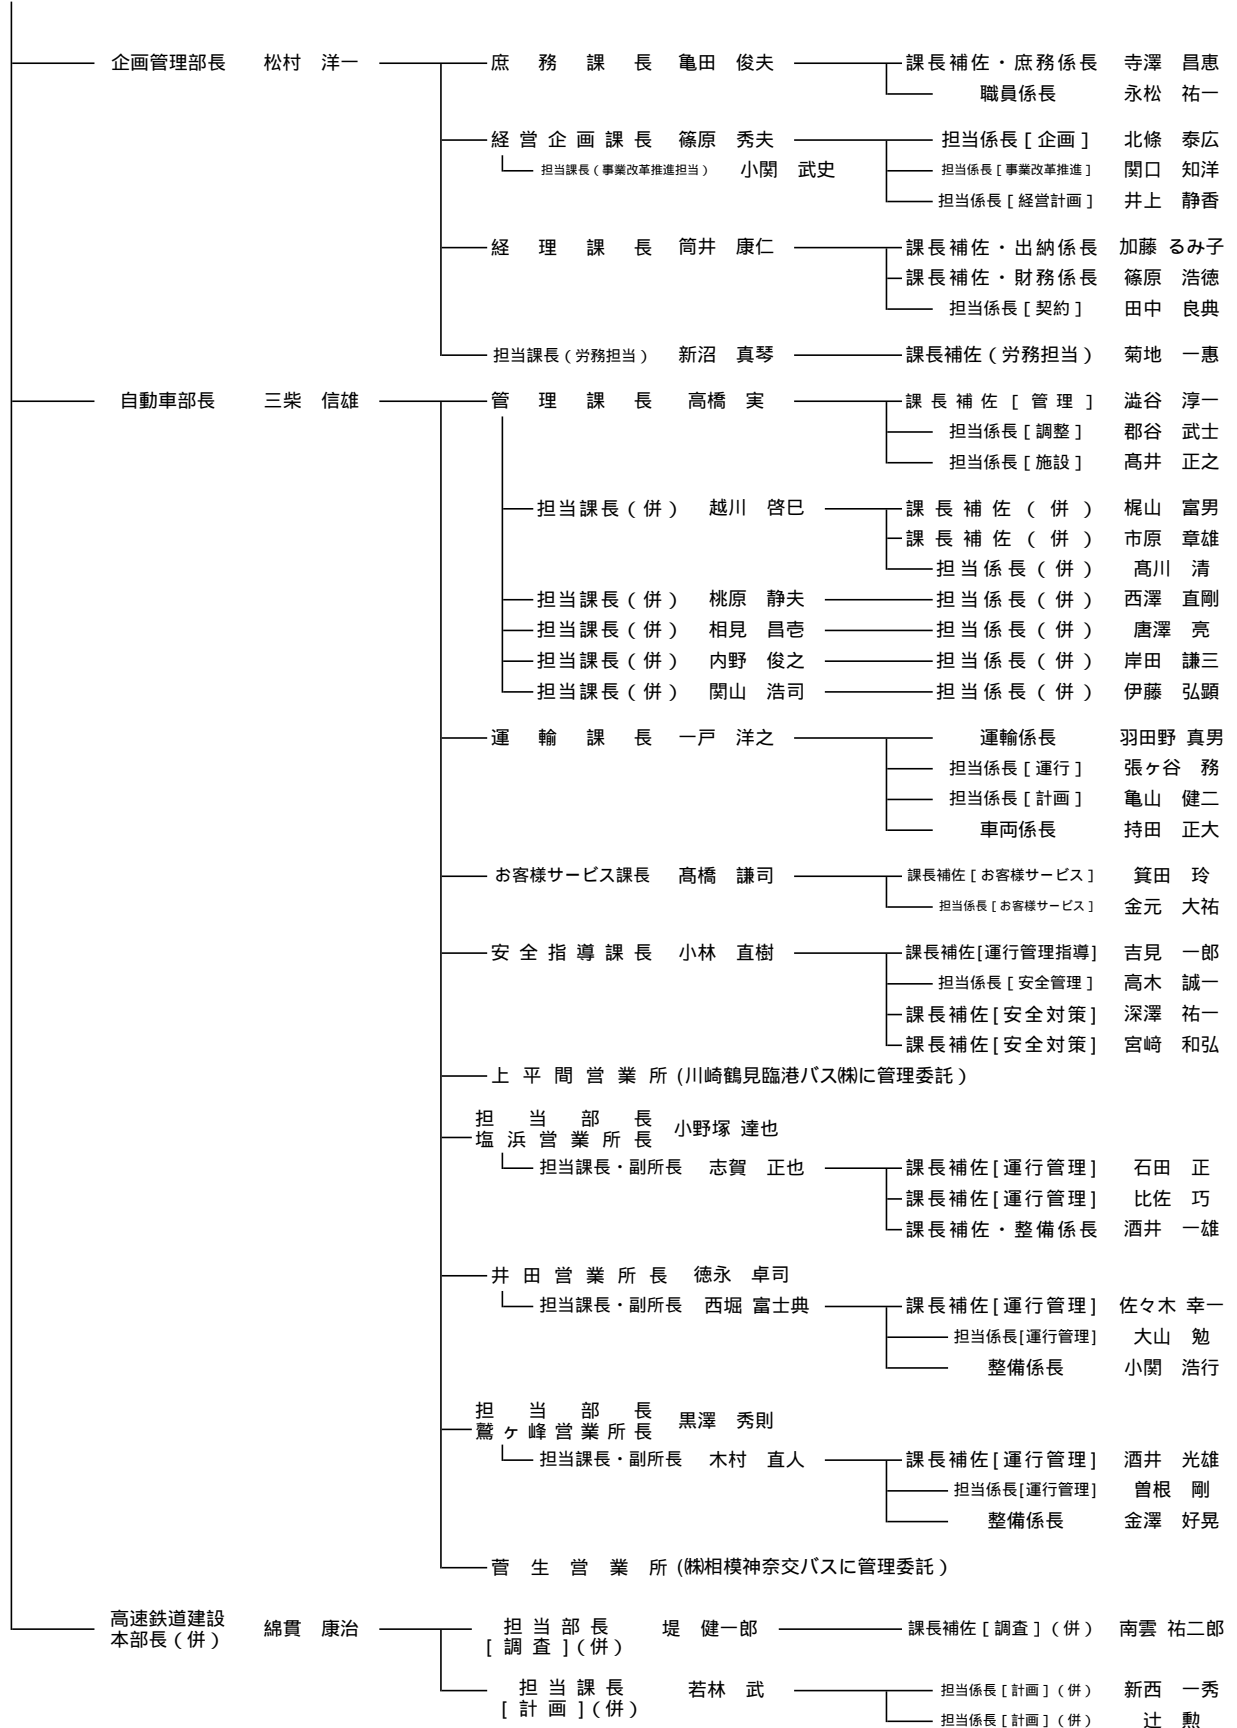 企画管理部長 松村 洋一 庶務課長 亀田 俊夫 課長補佐・庶務係長 寺澤 昌恵
職員係長 永松 祐一
経営企画課長 篠原 秀夫 担当係長[企画] 北條 泰広
担当課長(事業改革推進担当) 小関 武史 担当係長[事業改革推進] 関口 知洋
担当係長[経営計画] 井上 静香
経理課長 筒井 康仁 課長補佐・出納係長 加藤 るみ子
課長補佐・財務係長 篠原 浩徳
担当係長[契約] 田中 良典
担当課長(労務担当) 新沼 真琴 課長補佐(労務担当) 菊地 一惠
自動車部長 三柴 信雄 管理課長 高橋 実 課長補佐[管理] 澁谷 淳一
担当係長[調整] 郡谷 武士
担当係長[施設] 髙井 正之
担当課長(併) 越川 啓巳 課長補佐(併) 梶山 富男
課長補佐(併) 市原 章雄
担当係長(併) 髙川 清
担当課長(併) 桃原 静夫 担当係長(併) 西澤 直剛
担当課長(併) 相見 昌壱 担当係長(併) 唐澤 亮
担当課長(併) 内野 俊之 担当係長(併) 岸田 謙三
担当課長(併) 関山 浩司 担当係長(併) 伊藤 弘顕
運輸課長 一戸 洋之 運輸係長 羽田野 真男
担当係長[運行] 張ヶ谷 務
担当係長[計画] 亀山 健二
車両係長 持田 正大
お客様サービス課長 髙橋 謙司 課長補佐[お客様サービス] 箕田 玲
担当係長[お客様サービス] 金元 大祐
安全指導課長 小林 直樹 課長補佐[運行管理指導] 吉見 一郎
担当係長[安全管理] 高木 誠一
課長補佐[安全対策] 深澤 祐一
課長補佐[安全対策] 宮﨑 和弘
上平間営業所(川崎鶴見臨港バス㈱に管理委託)
担当部長
塩浜営業所長 小野塚 達也
担当課長・副所長 志賀 正也 課長補佐[運行管理] 石田 正
課長補佐[運行管理] 比佐 巧
課長補佐・整備係長 酒井 一雄
井田営業所長 徳永 卓司
担当課長・副所長 西堀 富士典 課長補佐[運行管理] 佐々木 幸一
担当係長[運行管理] 大山 勉
整備係長 小関 浩行
担当部長
鷲ヶ峰営業所長 黒澤 秀則
担当課長・副所長 木村 直人 課長補佐[運行管理] 酒井 光雄
担当係長[運行管理] 曽根 剛
整備係長 金澤 好晃
菅生営業所(㈱相模神奈交バスに管理委託)
高速鉄道建設
本部長(併) 綿貫 康治 担当部長
[調査](併) 堤 健一郎 課長補佐[調査](併) 南雲 祐二郎
担当課長
[計画](併) 若林 武 担当係長[計画](併) 新西 一秀
担当係長[計画](併) 辻 勲